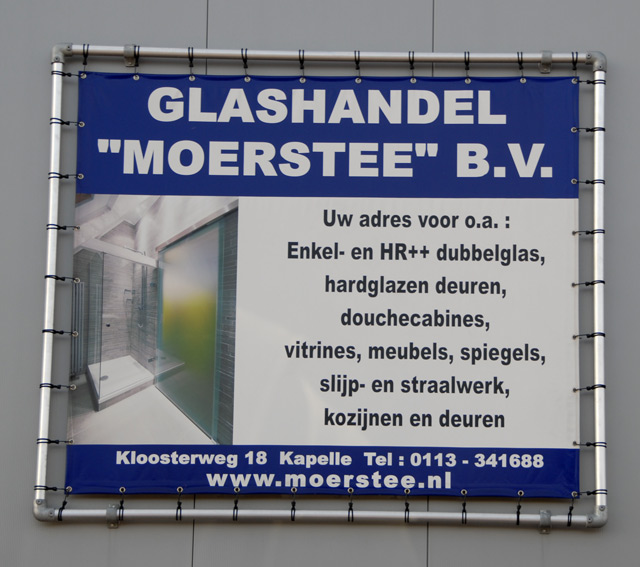 GLASHANDEL
"MOERSTEE" B.V.
Uw adres voor o.a. :
Enkel- en HR++ dubbelglas,
hardglazen deuren,
douchecabines,
vitrines, meubels, spiegels,
slijp- en straalwerk,
kozijnen en deuren
Kloosterweg 18 Kapelle Tel : 0113 - 341688
www.moerstee.nl